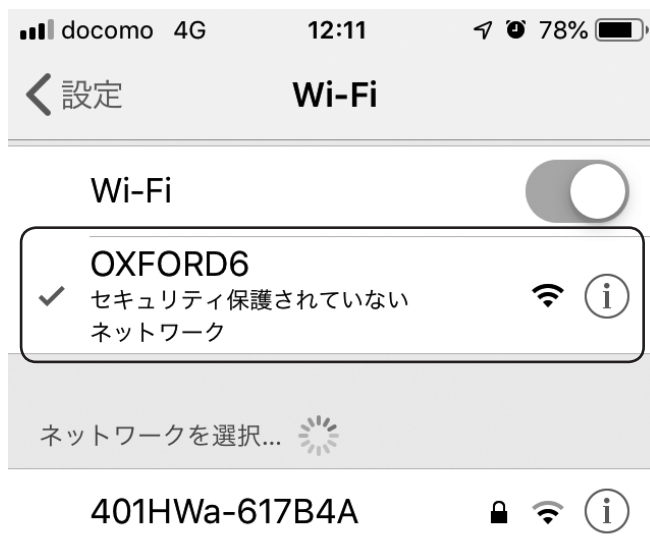 docomo 4G 12:11 78%
設定 Wi-Fi
Wi-Fi
OXFORD6
セキュリティ保護されていない
ネットワーク
ネットワークを選択...
401HWa-617B4A